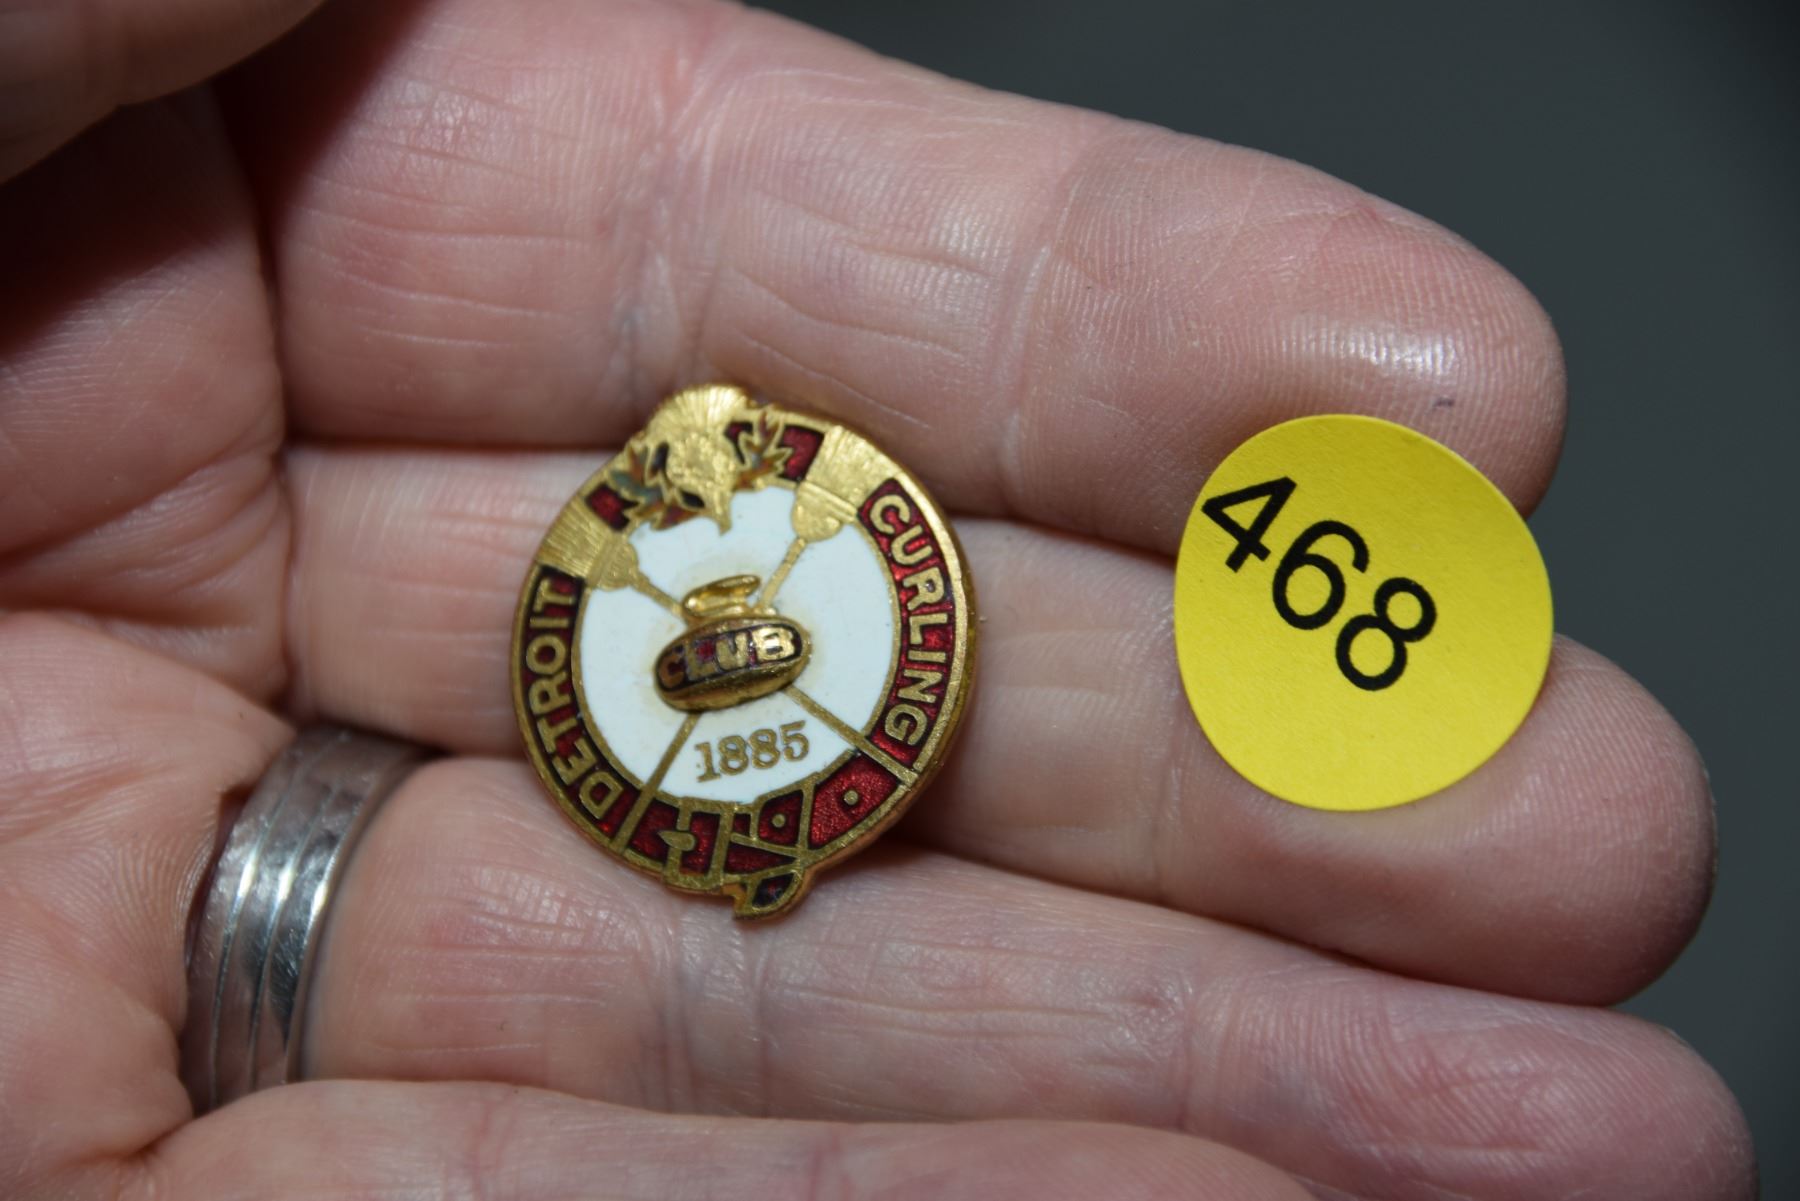 DETROIT
CURLING
CLUB
1885
468